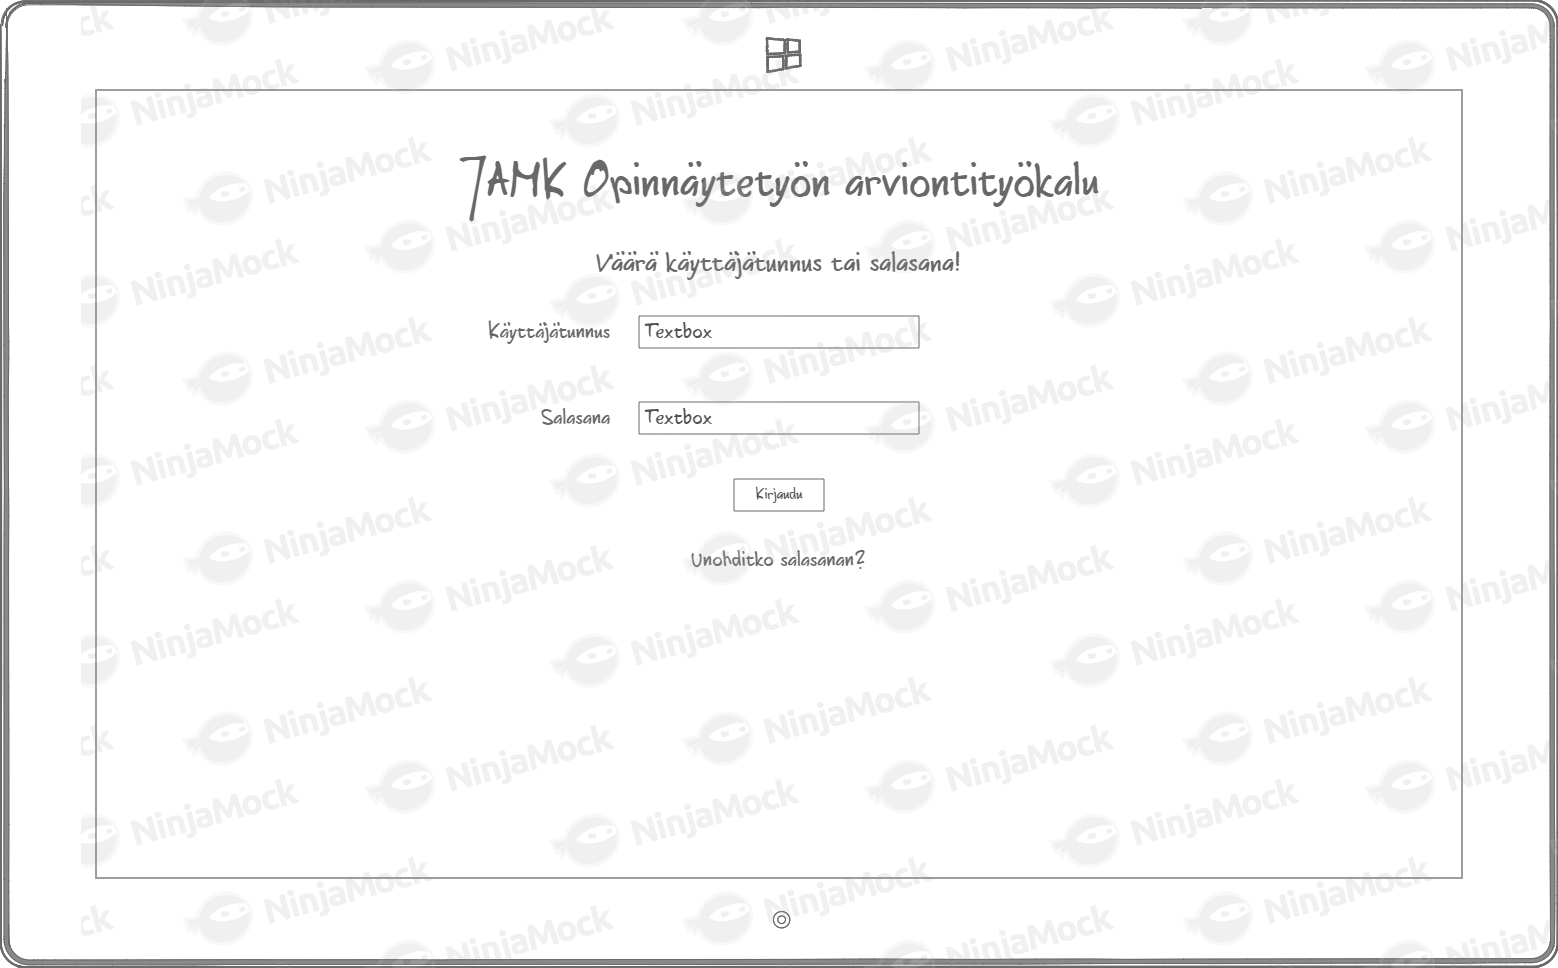 JAMK Opinnäytetyön arviontityökalu
Väärä käyttäjätunnus tai salasana!
Käyttäjätunnus Textbox
Salasana Textbox
Kirjaudu
Unohditko salasanan?
NinjaMock